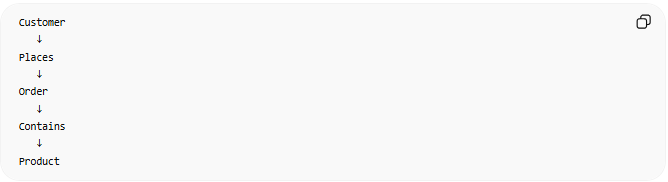 Customer
↓
Places
↓
Order
↓
Contains
↓
Product